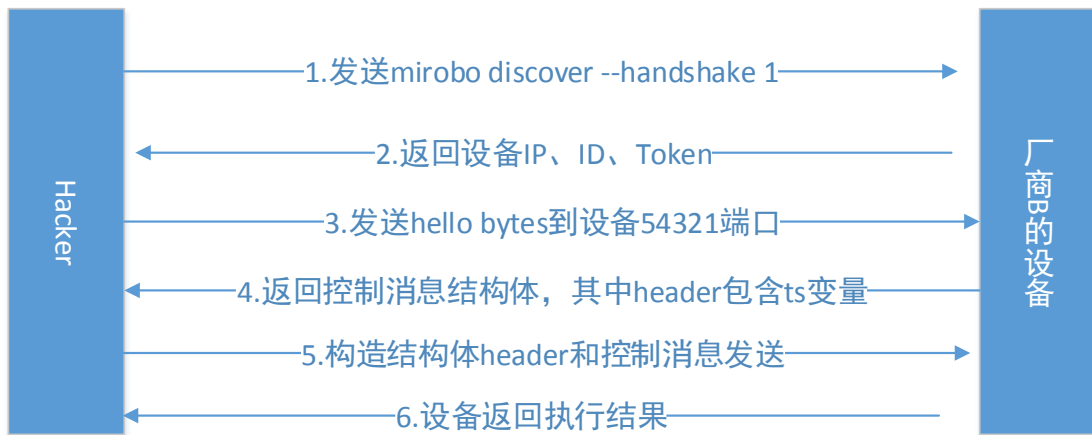 1.发送mirobo discover --handshake 1
2.返回设备IP、ID、Token
3.发送hello bytes到设备54321端口
4.返回控制消息结构体，其中header包含ts变量
5.构造结构体header和控制消息发送
6.设备返回执行结果
Hacker
厂商B的设备